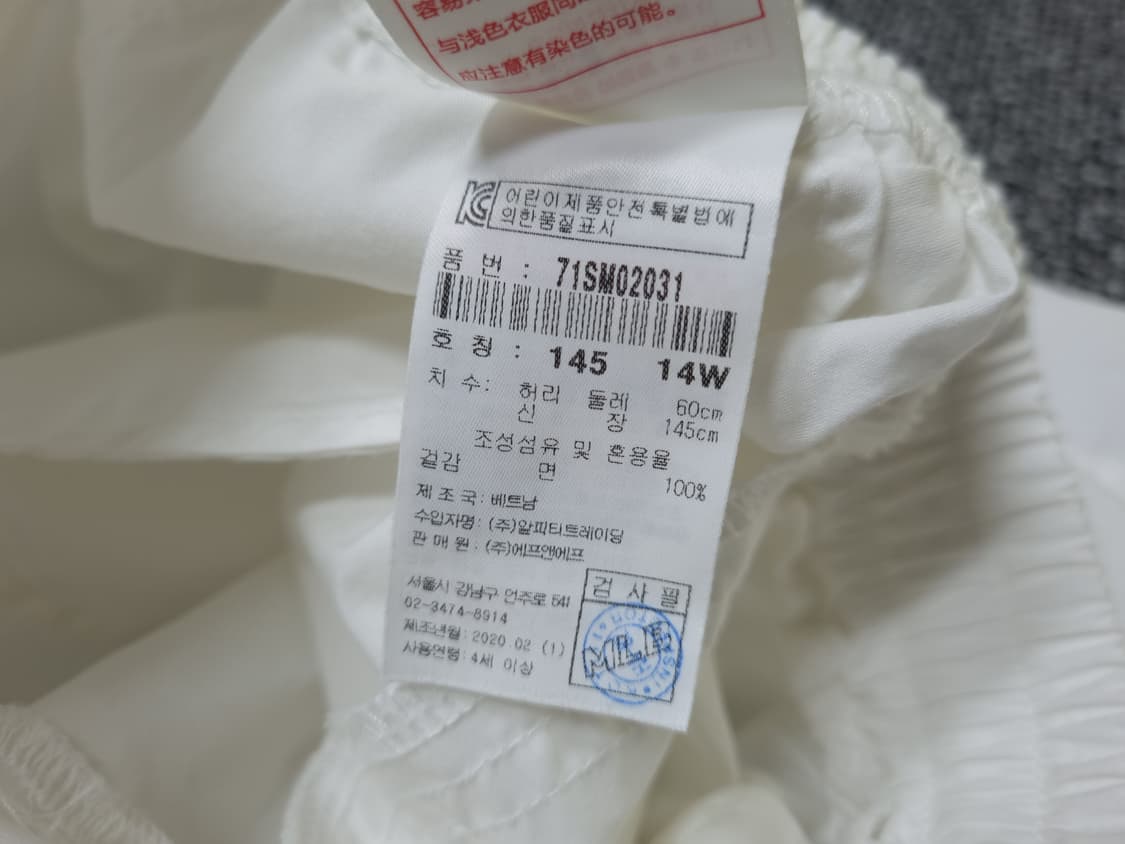 与浅色衣服同
应注意有染色的可能。
KC 어린이제품안전특별법에
의한품질표시
품 번 : 71SM02031
호 칭 : 145 14W
치 수: 허리 둘레 60cm
신 장 145cm
조성섬유 및 혼용율
겉감 면 100%
제 조 국: 베트남
수입자명: (주)알피티트레이딩
판 매 원 : (주)에프앤에프
서울시 강남구 언주로 541
02-3474-8914
제조년월: 2020.02 (1)
사용연령: 4세 이상
검 사 필